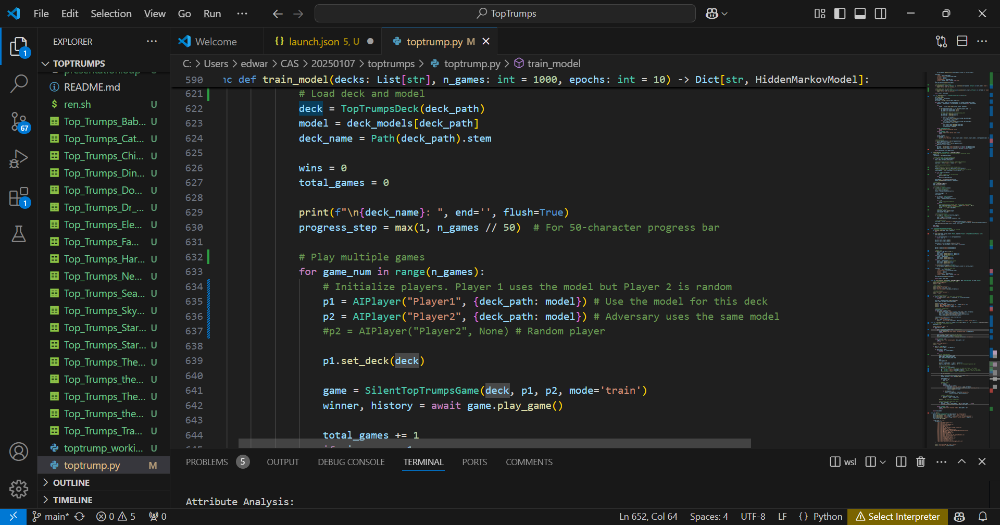 File Edit Selection View Go Run ··· TopTrumps
EXPLORER ···
Welcome
{} launch.json 5, U
toptrump.py M
TOPTRUMPS
C: > Users > edwar > CAS > 20250107 > toptrumps > toptrump.py > train_model
presentation.odp
README.md
ren.sh U
Top_Trumps_Bab... U
Top_Trumps_Cat... U
Top_Trumps_Chi... U
Top_Trumps_Din... U
Top_Trumps_Do... U
Top_Trumps_Dr_... U
Top_Trumps_Ele... U
Top_Trumps_Fa... U
Top_Trumps_Har... U
Top_Trumps_Ne... U
Top_Trumps_Sea... U
Top_Trumps_Sky... U
Top_Trumps_Star... U
Top_Trumps_Star... U
Top_Trumps_The... U
Top_Trumps_the... U
Top_Trumps_The... U
Top_Trumps_the... U
Top_Trumps_Tra... U
toptrump_worki... U
toptrump.py M
OUTLINE
TIMELINE
1
67
1
590 nc def train_model(decks: List[str], n_games: int = 1000, epochs: int = 10) -> Dict[str, HiddenMarkovModel]:
621 # Load deck and model
622 deck = TopTrumpsDeck(deck_path)
623 model = deck_models[deck_path]
624 deck_name = Path(deck_path).stem
625
626 wins = 0
627 total_games = 0
628
629 print(f"\n{deck_name}: ", end='', flush=True)
630 progress_step = max(1, n_games // 50)  # For 50-character progress bar
631
632 # Play multiple games
633 for game_num in range(n_games):
634 # Initialize players. Player 1 uses the model but Player 2 is random
635 p1 = AIPlayer("Player1", {deck_path: model}) # Use the model for this deck
636 p2 = AIPlayer("Player2", {deck_path: model}) # Adversary uses the same model
637 #p2 = AIPlayer("Player2", None) # Random player
638
639 p1.set_deck(deck)
640
641 game = SilentTopTrumpsGame(deck, p1, p2, mode='train')
642 winner, history = await game.play_game()
643
644 total_games += 1
PROBLEMS 5 OUTPUT DEBUG CONSOLE TERMINAL PORTS COMMENTS wsl ···
Attribute Analysis:
main* 0 5 0 Ln 652, Col 64 Spaces: 4 UTF-8 LF {} Python Select Interpreter